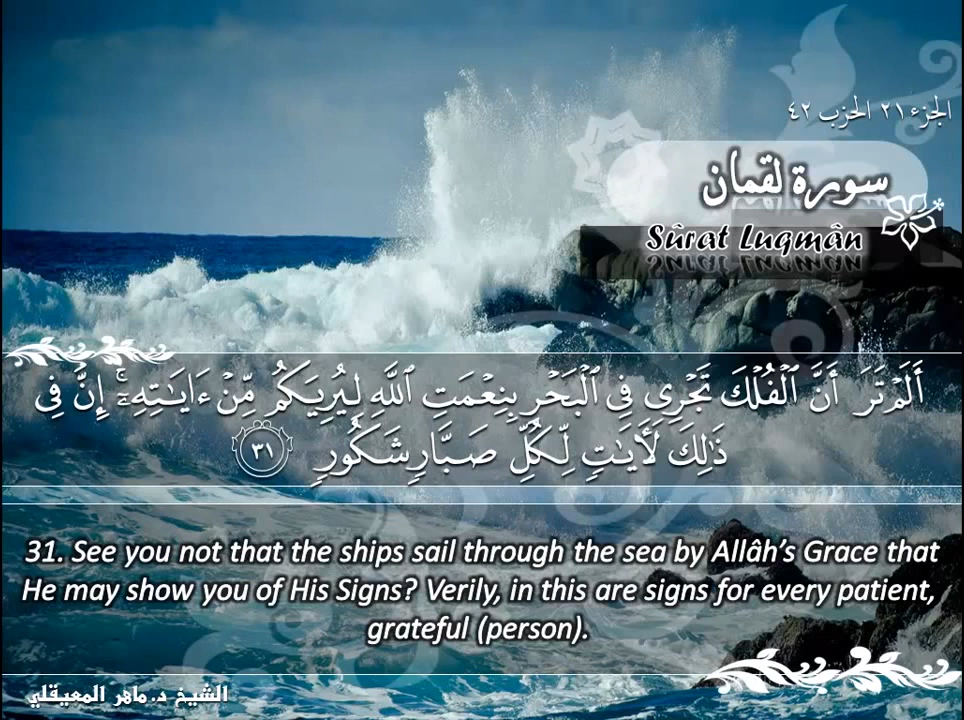 الجزء ٢١ الحزب ٤٢
سورة لقمان
Sûrat Luqmân
أَلَمۡ تَرَ أَنَّ ٱلۡفُلۡكَ تَجۡرِي فِي ٱلۡبَحۡرِ بِنِعۡمَتِ ٱللَّهِ لِيُرِيَكُم مِّنۡ ءَايَٰتِهِۦٓۚ إِنَّ فِي
ذَٰلِكَ لَأٓيَٰتٖ لِّكُلِّ صَبَّارٖ شَكُورٖ ٣١
31. See you not that the ships sail through the sea by Allâh’s Grace that
He may show you of His Signs? Verily, in this are signs for every patient,
grateful (person).
الشيخ د. ماهر المعيقلي